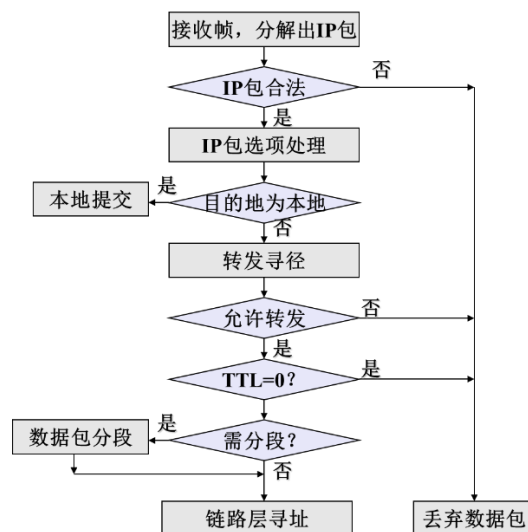 接收帧，分解出IP包
否
IP包合法
是
IP包选项处理
是
本地提交
目的地为本地
否
转发寻径
否
允许转发
是
是
TTL=0?
是
数据包分段
需分段?
否
链路层寻址
丢弃数据包